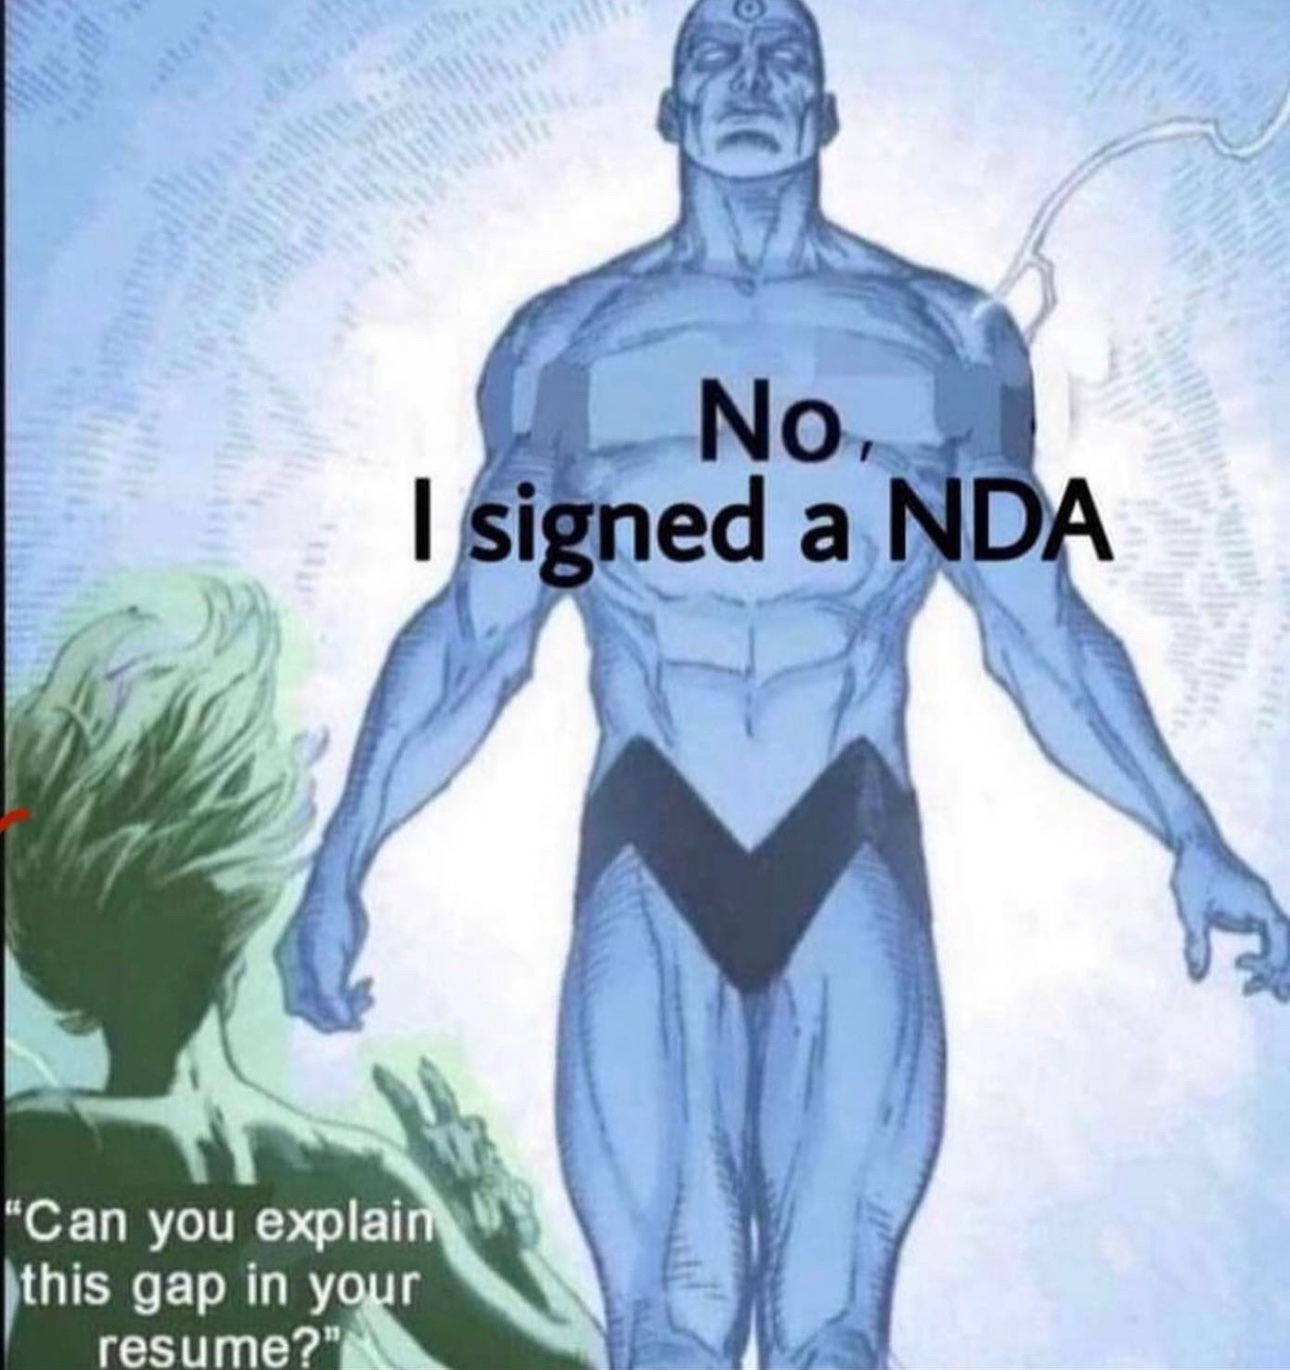 No,
I signed a NDA
"Can you explain
this gap in your
resume?"